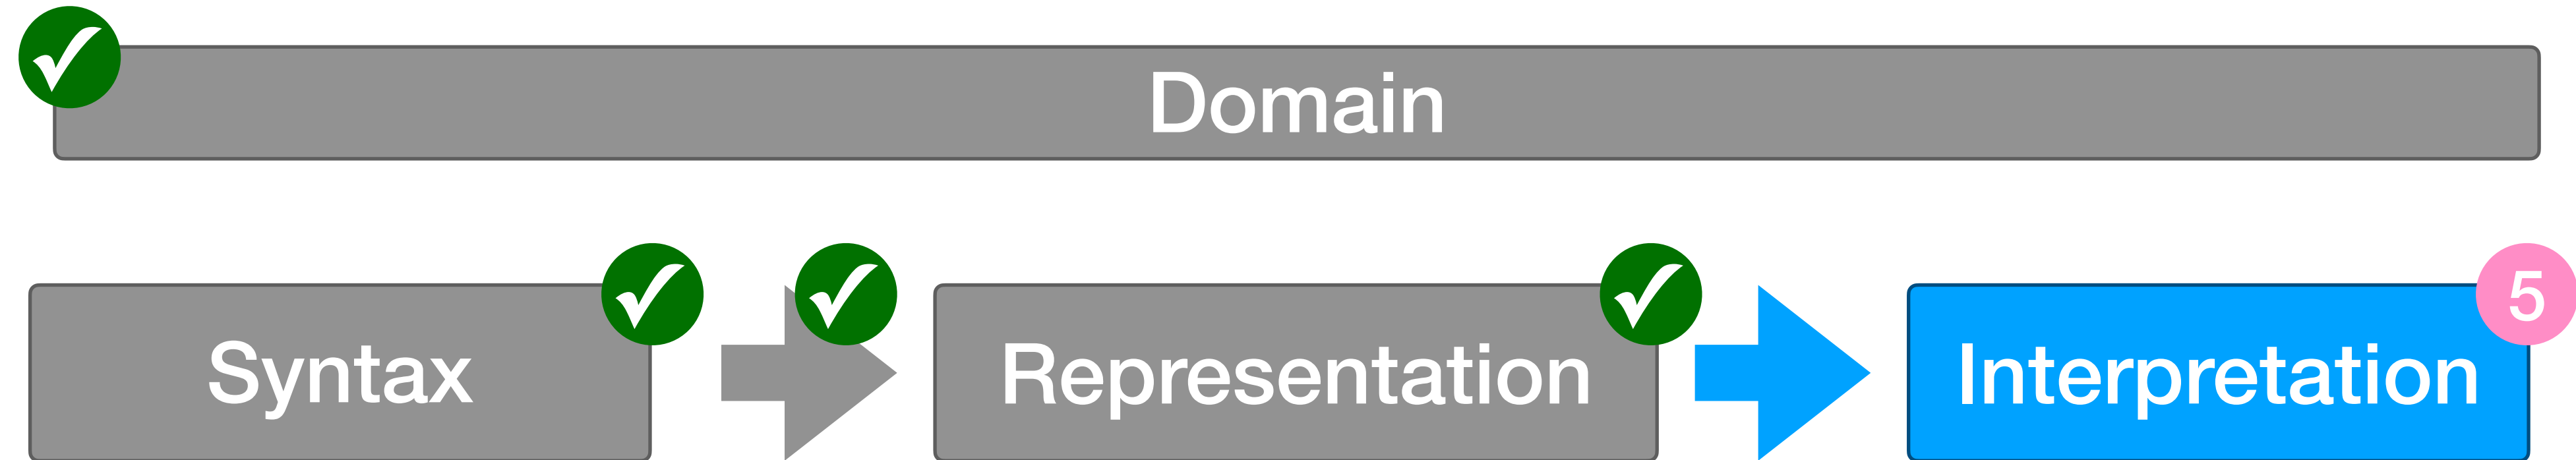 Domain
5
Syntax
Representation
Interpretation